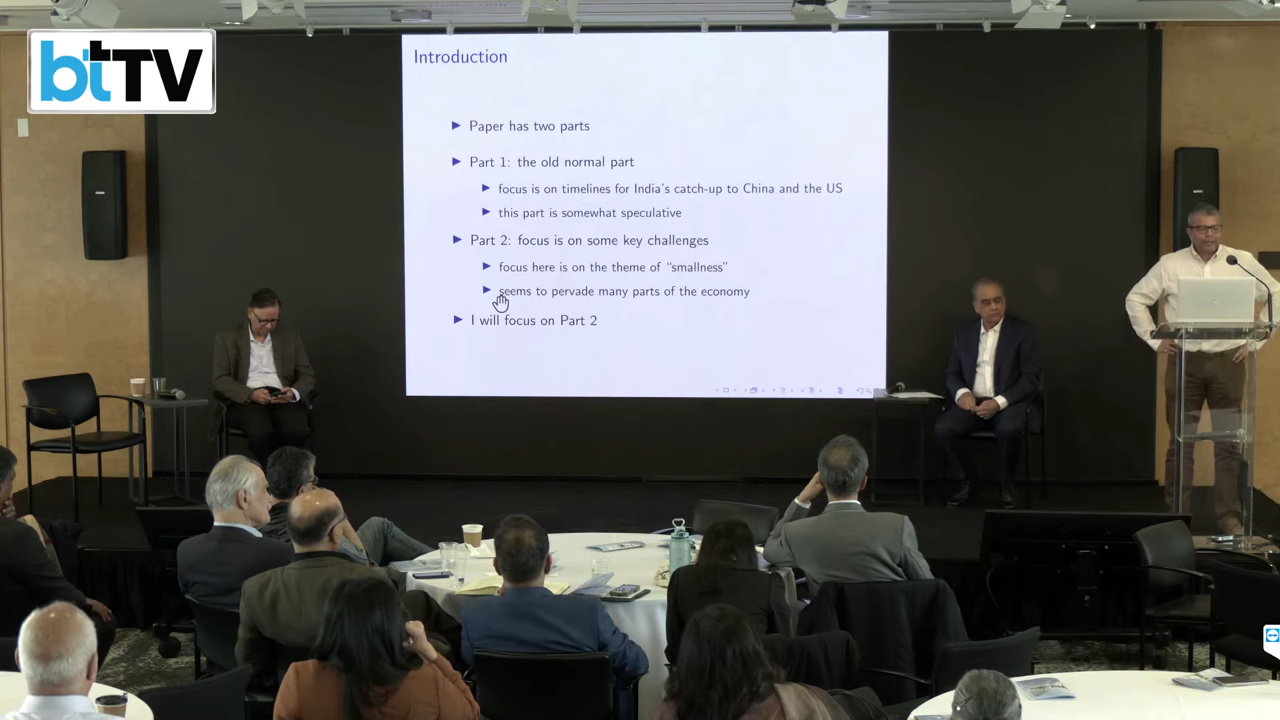 btTV
Introduction
Paper has two parts
Part 1: the old normal part
focus is on timelines for India's catch-up to China and the US
this part is somewhat speculative
Part 2: focus is on some key challenges
focus here is on the theme of "smallness"
seems to pervade many parts of the economy
I will focus on Part 2